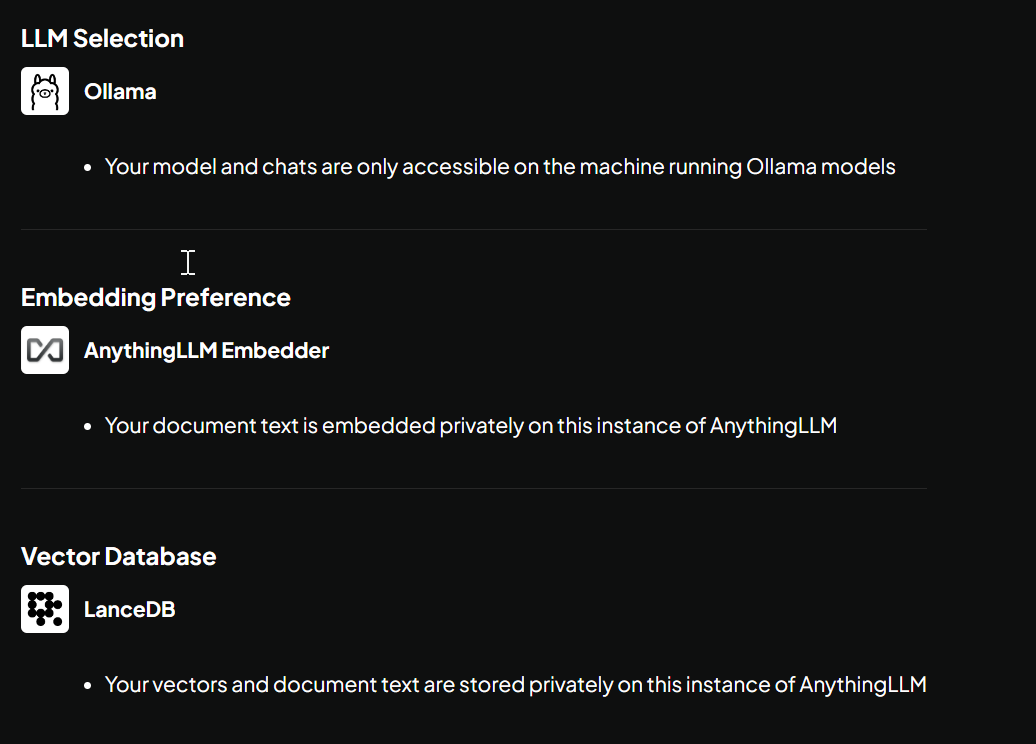 LLM Selection
Ollama
• Your model and chats are only accessible on the machine running Ollama models
Embedding Preference
AnythingLLM Embedder
• Your document text is embedded privately on this instance of AnythingLLM
Vector Database
LanceDB
• Your vectors and document text are stored privately on this instance of AnythingLLM